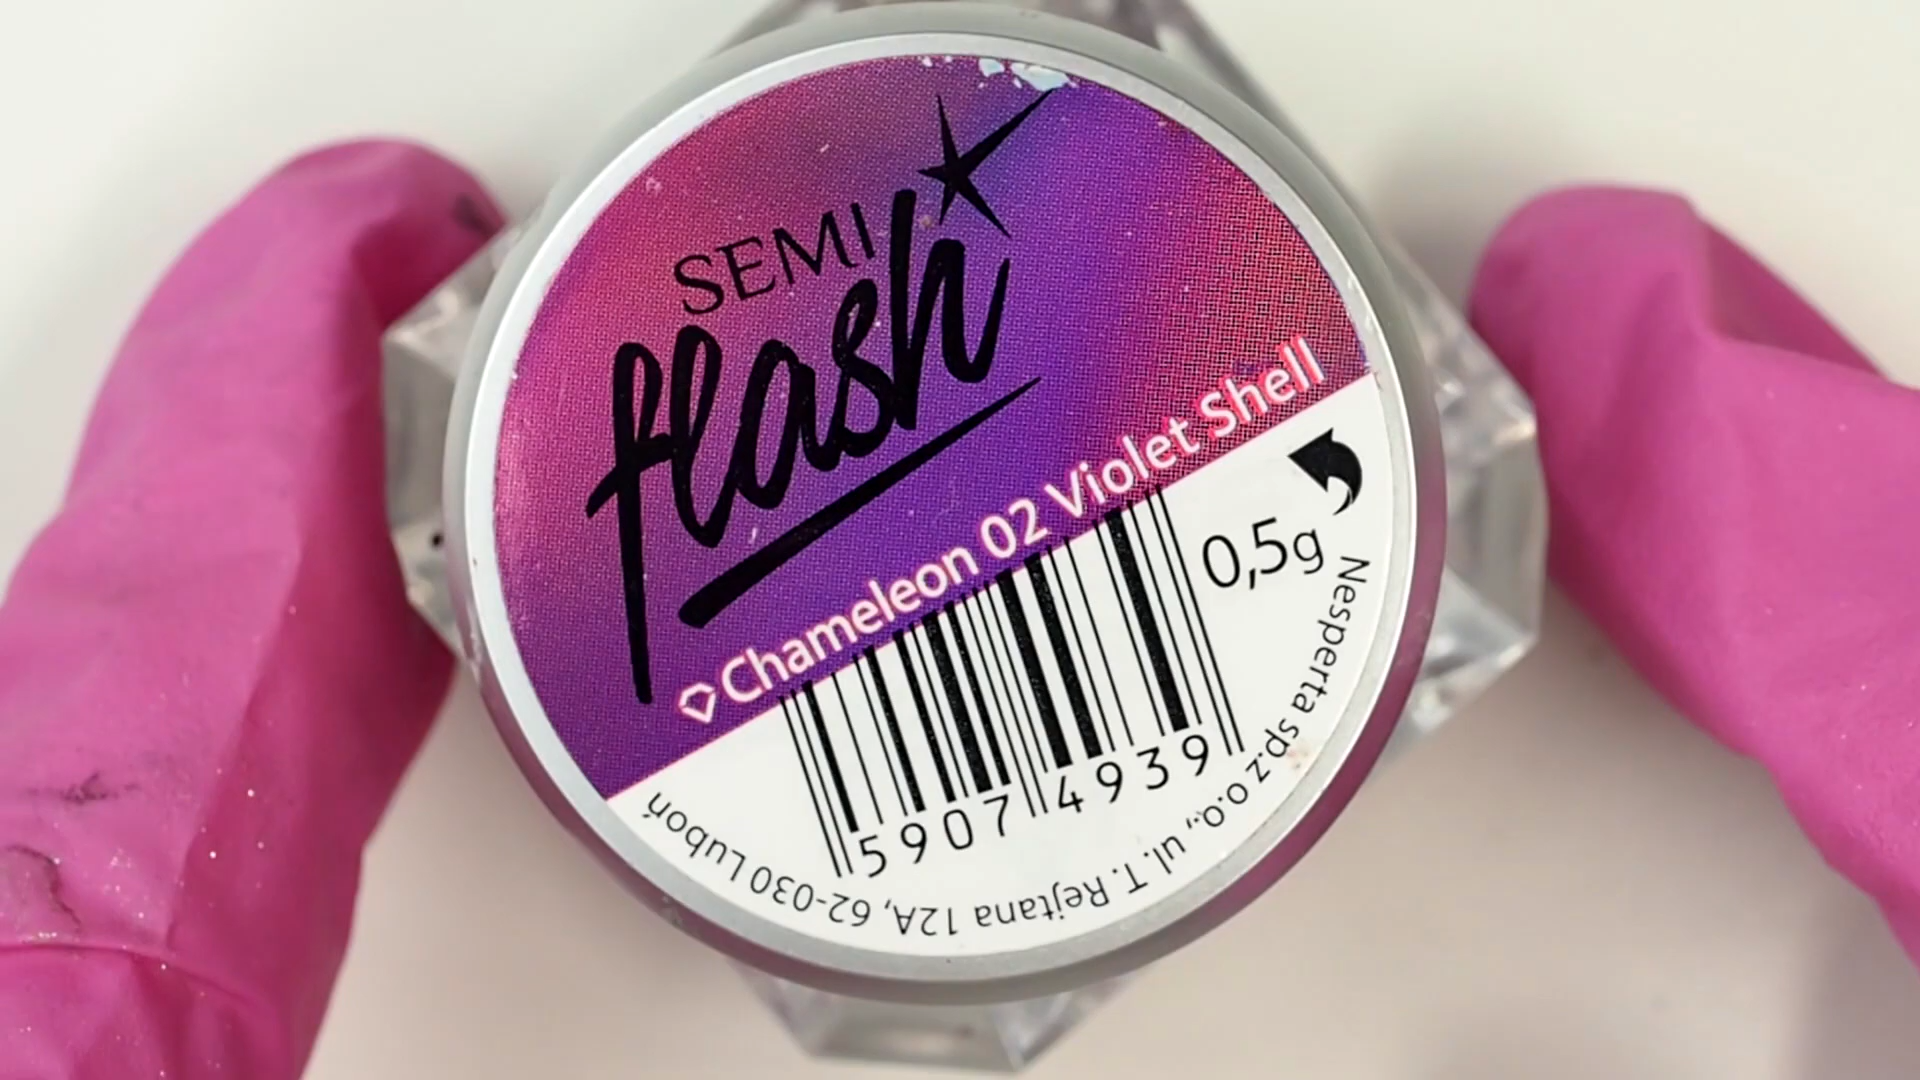 SEMI
flash
Chameleon 02 Violet Shell
0,5g
5907 4939
Nesperta sp.z o.o., ul. T. Rejtana 12A, 62-030 Luboń